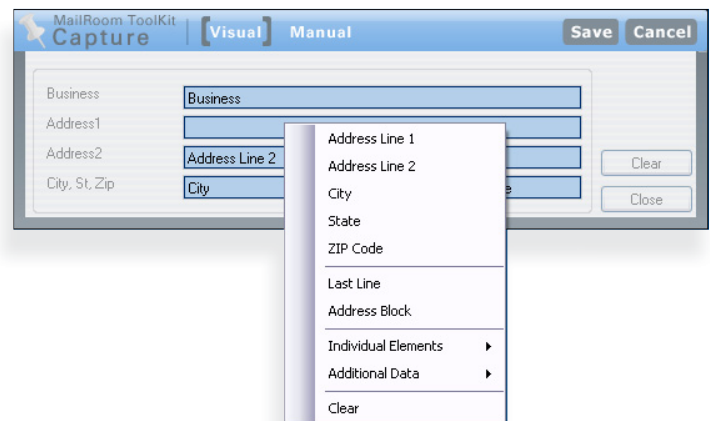 MailRoom ToolKit
Capture
[Visual] Manual
Save Cancel
Business Business
Address1
Address2 Address Line 2
City, St, Zip City
Address Line 1
Address Line 2
City
State
ZIP Code
Last Line
Address Block
Individual Elements
Additional Data
Clear
Clear
Close